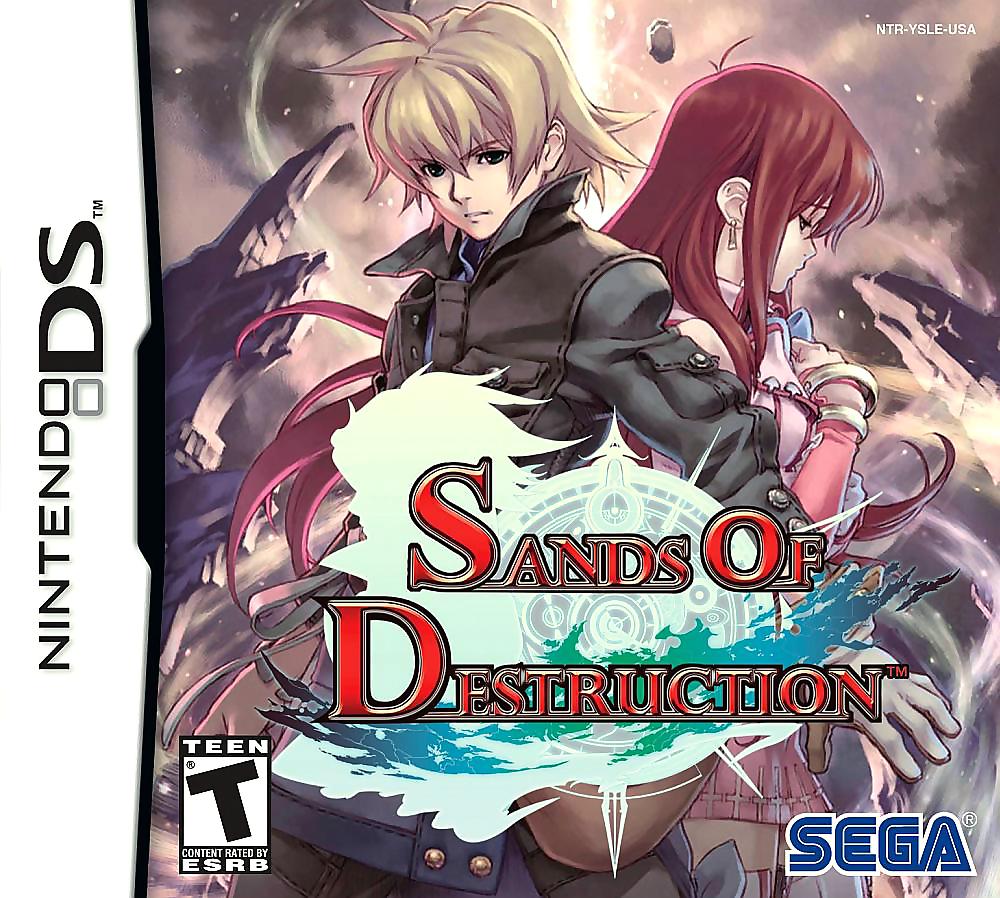 NTR-YSLE-USA
NINTENDO DS™
SANDS OF
DESTRUCTION™
TEEN
®
T
CONTENT RATED BY
ESRB
SEGA®